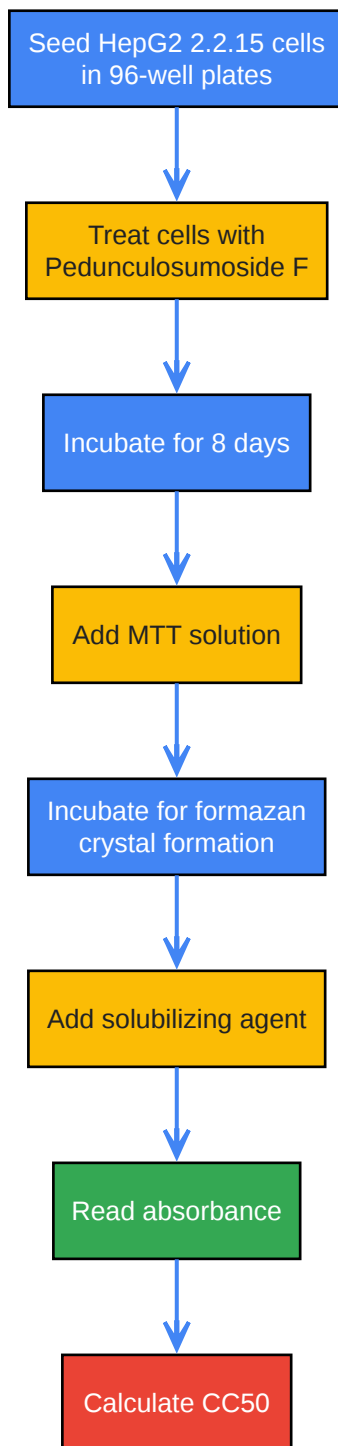 Seed HepG2 2.2.15 cells
in 96-well plates
Treat cells with
Pedunculosumoside F
Incubate for 8 days
Add MTT solution
Incubate for formazan
crystal formation
Add solubilizing agent
Read absorbance
Calculate CC50